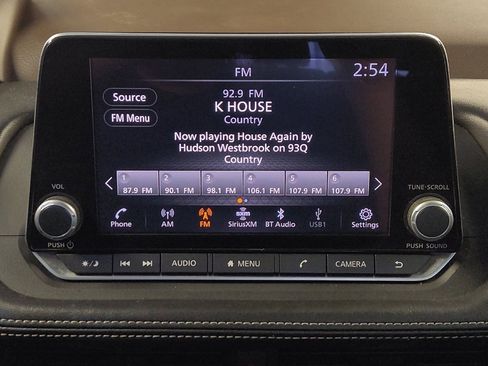 FM
2:54
Source
FM Menu
92.9 FM
K HOUSE
Country
Now playing House Again by
Hudson Westbrook on 93Q
Country
1 2 3 4 5 6
87.9 FM 90.1 FM 98.1 FM 106.1 FM 107.9 FM 107.9 FM
VOL
TUNE·SCROLL
Phone AM FM SiriusXM BT Audio USB1 Settings
PUSH
PUSH SOUND
AUDIO MENU CAMERA